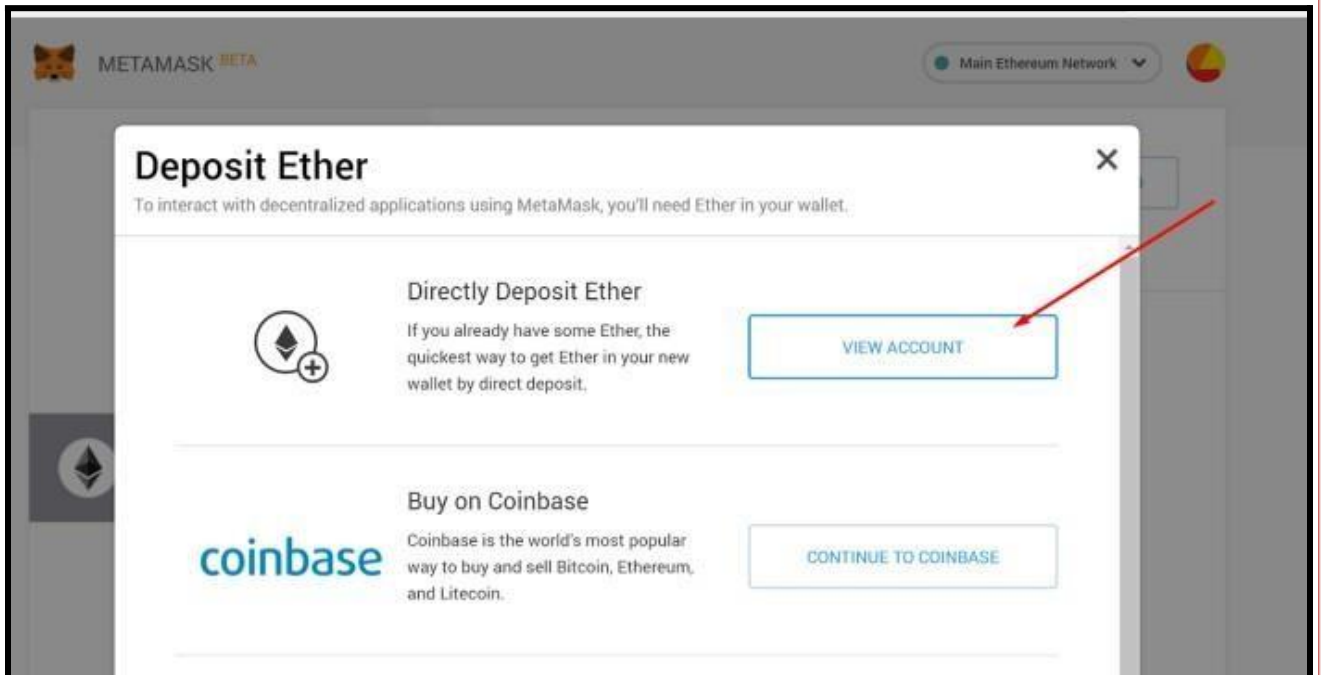 METAMASK BETA
Main Ethereum Network
Deposit Ether
To interact with decentralized applications using MetaMask, you'll need Ether in your wallet.
Directly Deposit Ether
If you already have some Ether, the
quickest way to get Ether in your new
wallet by direct deposit.
VIEW ACCOUNT
Buy on Coinbase
coinbase
Coinbase is the world's most popular
way to buy and sell Bitcoin, Ethereum,
and Litecoin.
CONTINUE TO COINBASE